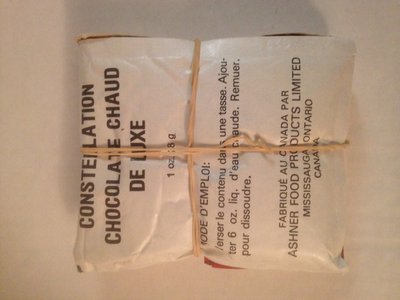 CONSTELLATION
CHOCOLATE CHAUD
DE LUXE
1 oz. 8 g
MODE D'EMPLOI:
Verser le contenu dans une tasse. Ajou-
ter 6 oz. liq. d'eau chaude. Remuer.
pour dissoudre.
FABRIQUÉ AU CANADA PAR
ASHNER FOOD PRODUCTS LIMITED
MISSISSAUGA ONTARIO
CANADA